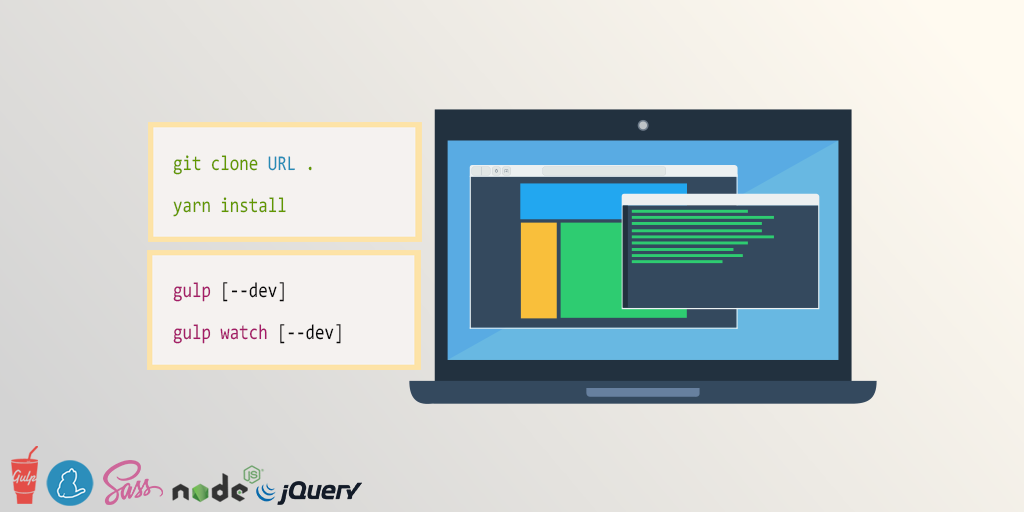 git clone URL .
yarn install
gulp [--dev]
gulp watch [--dev]
Gulp
Sass
node
JS
jQuery